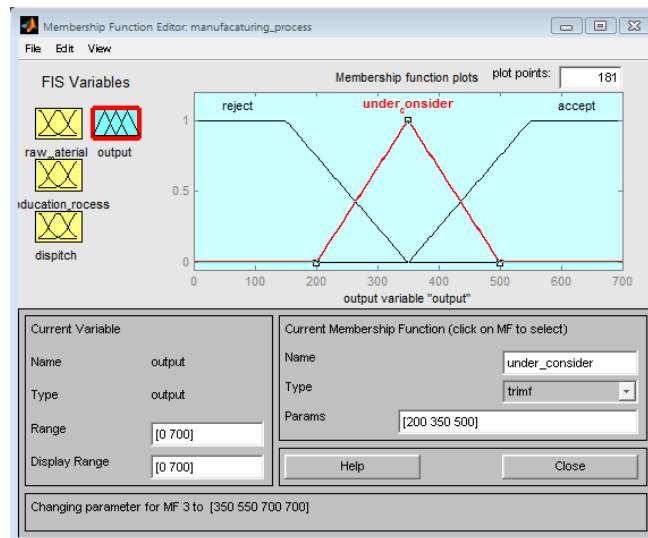 Membership Function Editor: manufacaturing_process
File Edit View
FIS Variables
Membership function plots plot points: 181
reject under_consider accept
1
0.5
0
0 100 200 300 400 500 600 700
output variable "output"
raw_aterial output
oducation_rocess
dispitch
Current Variable
Name output
Type output
Range [0 700]
Display Range [0 700]
Current Membership Function (click on MF to select)
Name under_consider
Type trimf
Params [200 350 500]
Help Close
Changing parameter for MF 3 to [350 550 700 700]